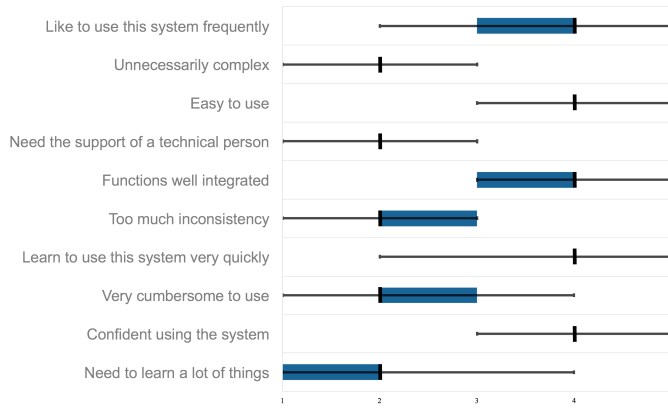 Like to use this system frequently
Unnecessarily complex
Easy to use
Need the support of a technical person
Functions well integrated
Too much inconsistency
Learn to use this system very quickly
Very cumbersome to use
Confident using the system
Need to learn a lot of things
1 2 3 4